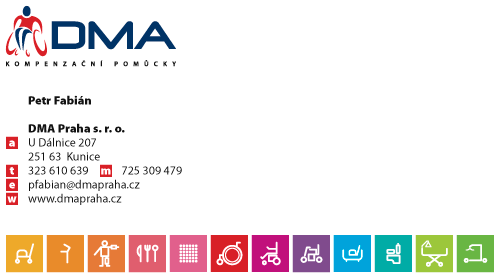 DMA
KOMPENZAČNÍ POMŮCKY
Petr Fabián
DMA Praha s. r. o.
a U Dálnice 207
251 63 Kunice
t 323 610 639 m 725 309 479
e pfabian@dmapraha.cz
w www.dmapraha.cz